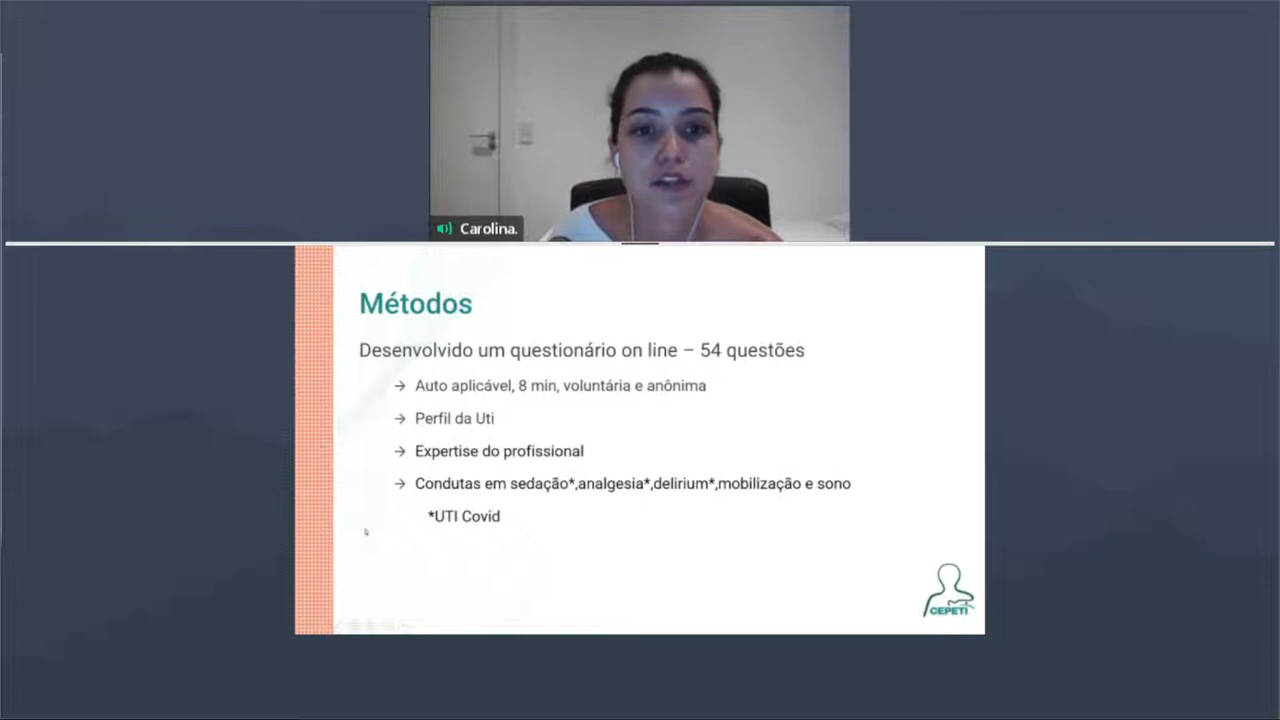 Carolina.
Métodos
Desenvolvido um questionário on line – 54 questões
→ Auto aplicável, 8 min, voluntária e anônima
→ Perfil da Uti
→ Expertise do profissional
→ Condutas em sedação*,analgesia*,delirium*,mobilização e sono
*UTI Covid
CEPETI